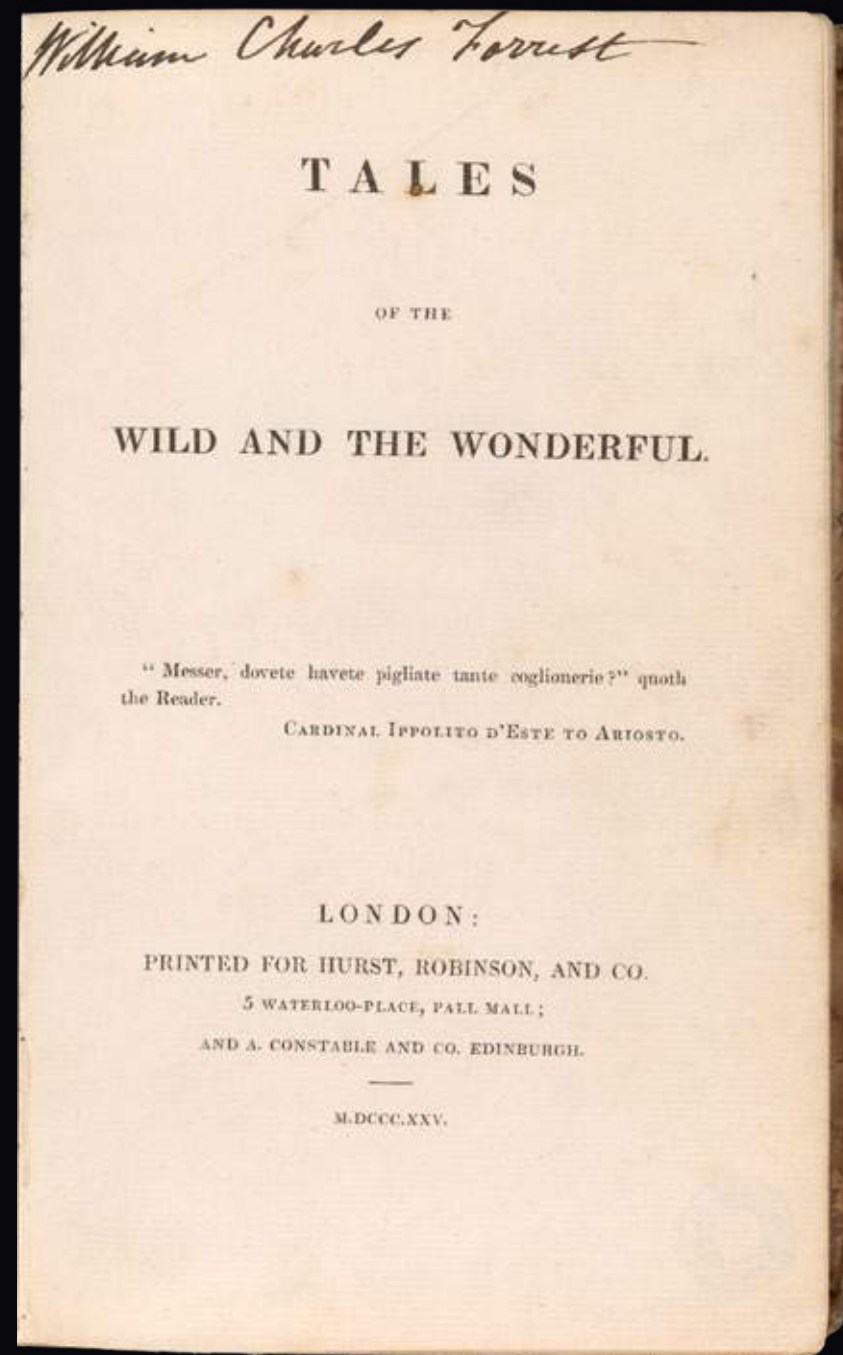 William Charles Forrest
TALES
OF THE
WILD AND THE WONDERFUL.
“ Messer, dovete havete pigliate tante coglionerie?” quoth
the Reader.
CARDINAL IPPOLITO D'ESTE TO ARIOSTO.
LONDON:
PRINTED FOR HURST, ROBINSON, AND CO.
5 WATERLOO-PLACE, PALL MALL;
AND A. CONSTABLE AND CO. EDINBURGH.
M.DCCC.XXV.